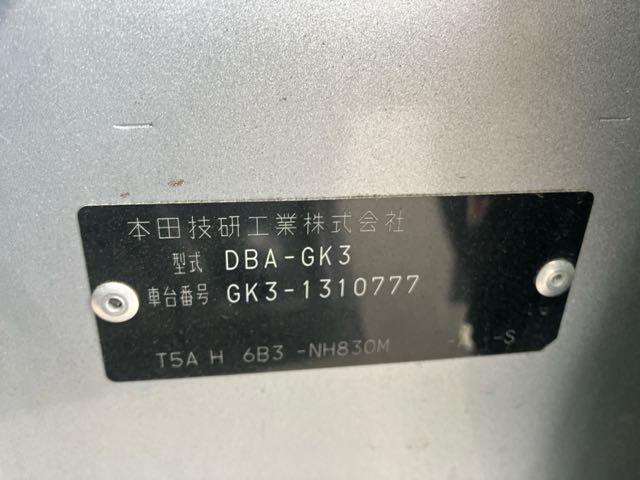 本田技研工業株式会社
型式 DBA-GK3
車台番号 GK3-1310777
T5A H 6B3 -NH830M -S